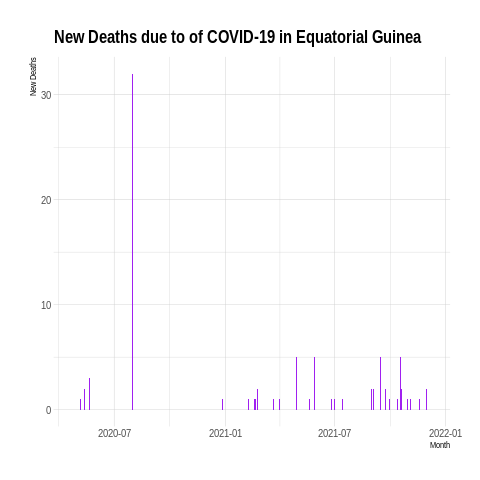 New Deaths due to of COVID-19 in Equatorial Guinea
New Deaths
30
20
10
0
2020-07
2021-01
2021-07
2022-01
Month